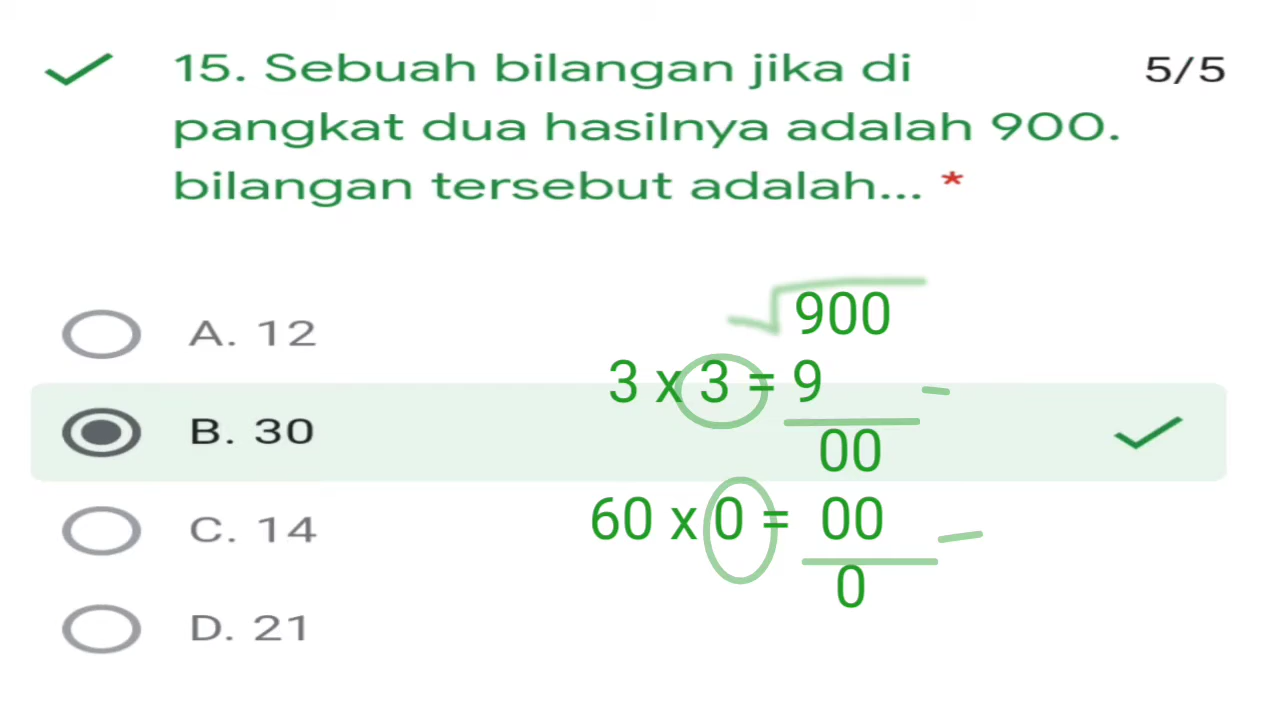 15. Sebuah bilangan jika di 5/5
pangkat dua hasilnya adalah 900.
bilangan tersebut adalah... *
A. 12
B. 30
C. 14
D. 21
√900
3 x 3 = 9 -
00
60 x 0 = 00 -
0